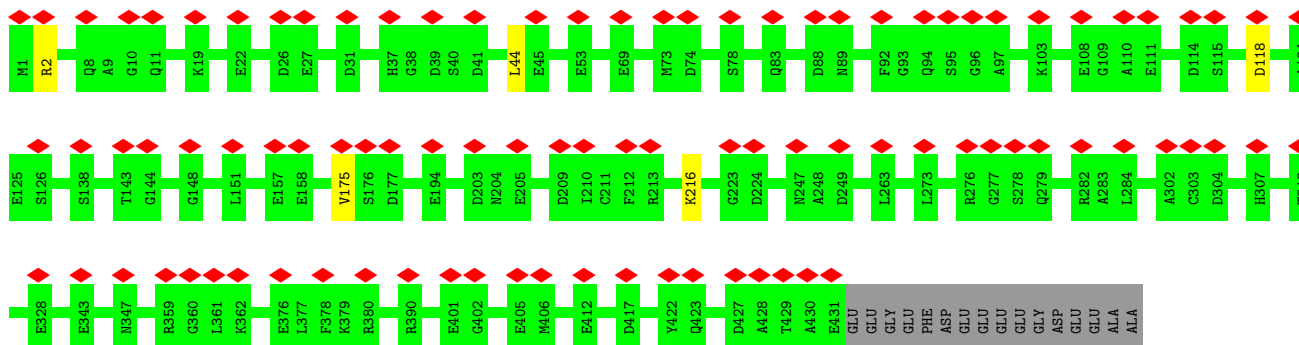 M1 R2 Q8 A9 G10 Q11 K19 E22 D26 E27 D31 H37 G38 D39 S40 D41 L44 E45 E53 E69 M73 D74 S78 Q83 D88 N89 F92 G93 Q94 S95 G96 A97 K103 E108 G109 A110 E111 D114 S115 D118
E125 S126 S138 T143 G144 G148 L151 E157 E158 V175 S176 D177 E194 D203 N204 E205 D209 I210 C211 F212 R213 K216 G223 D224 N247 A248 D249 L263 L273 R276 G277 S278 Q279 R282 A283 L284 A302 C303 D304 H307
E328 E343 N347 R359 G360 L361 K362 E376 L377 F378 K379 R380 R390 E401 G402 E405 M406 E412 D417 Y422 Q423 D427 A428 T429 A430 E431 GLU GLU GLY GLU PHE ASP GLU GLU GLU GLU GLY ASP GLU GLU ALA ALA